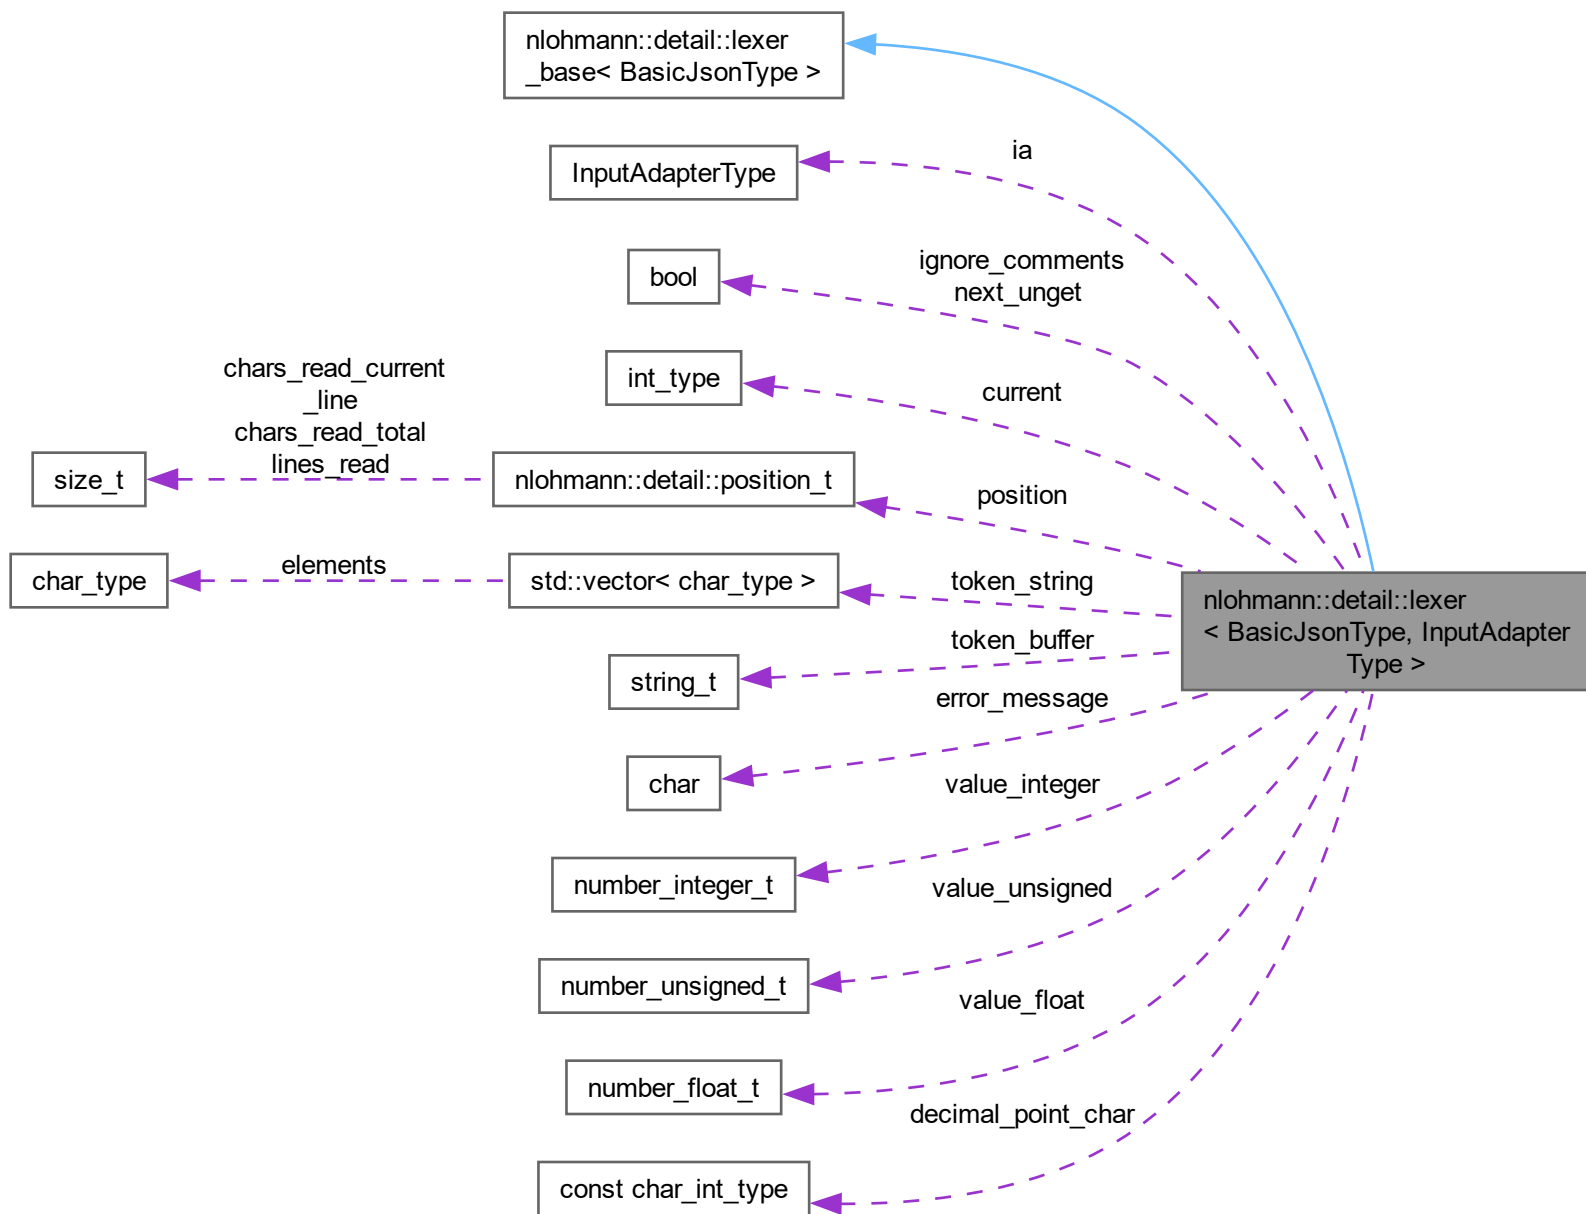 nlohmann::detail::lexer
_base< BasicJsonType >
ia
InputAdapterType
ignore_comments
next_unget
bool
chars_read_current
_line
chars_read_total
lines_read
int_type
current
size_t
nlohmann::detail::position_t
position
char_type
elements
std::vector< char_type >
token_string
nlohmann::detail::lexer
< BasicJsonType, InputAdapter
Type >
token_buffer
string_t
error_message
char
value_integer
number_integer_t
value_unsigned
number_unsigned_t
value_float
number_float_t
decimal_point_char
const char_int_type